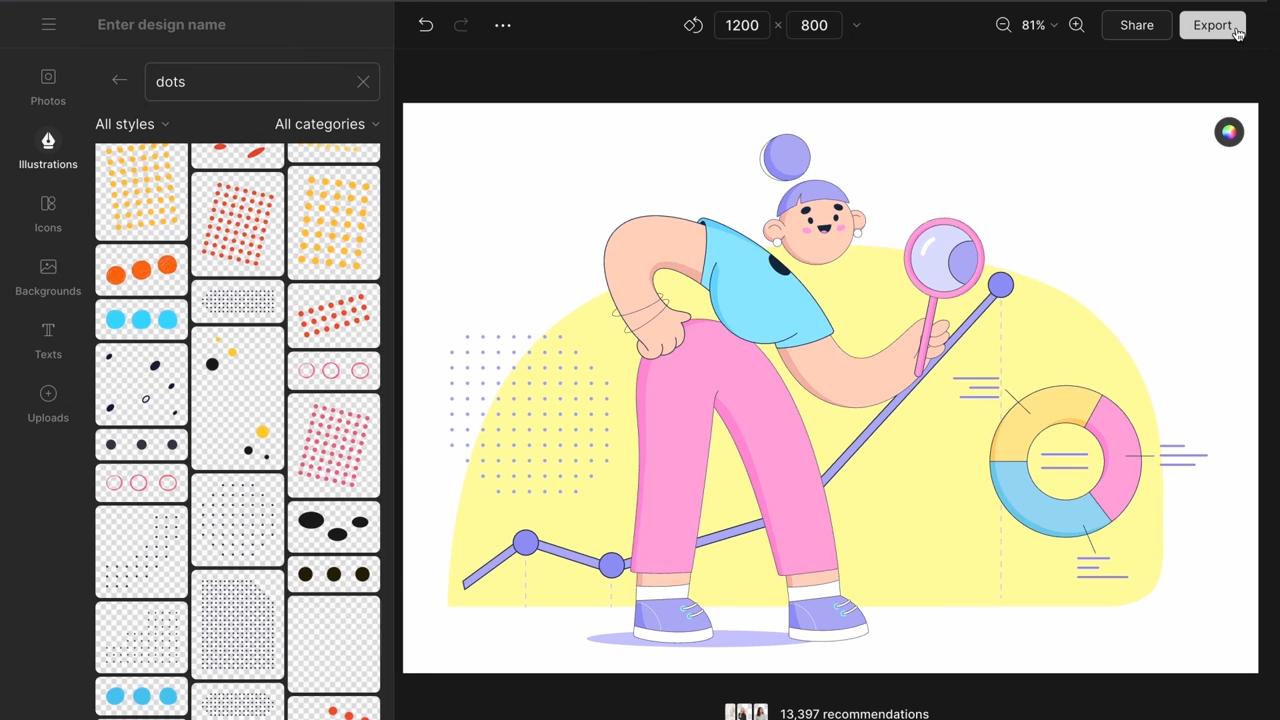 Enter design name
1200 × 800
81%
Share
Export
dots
Photos
All styles
All categories
Illustrations
Icons
Backgrounds
Texts
Uploads
13,397 recommendations